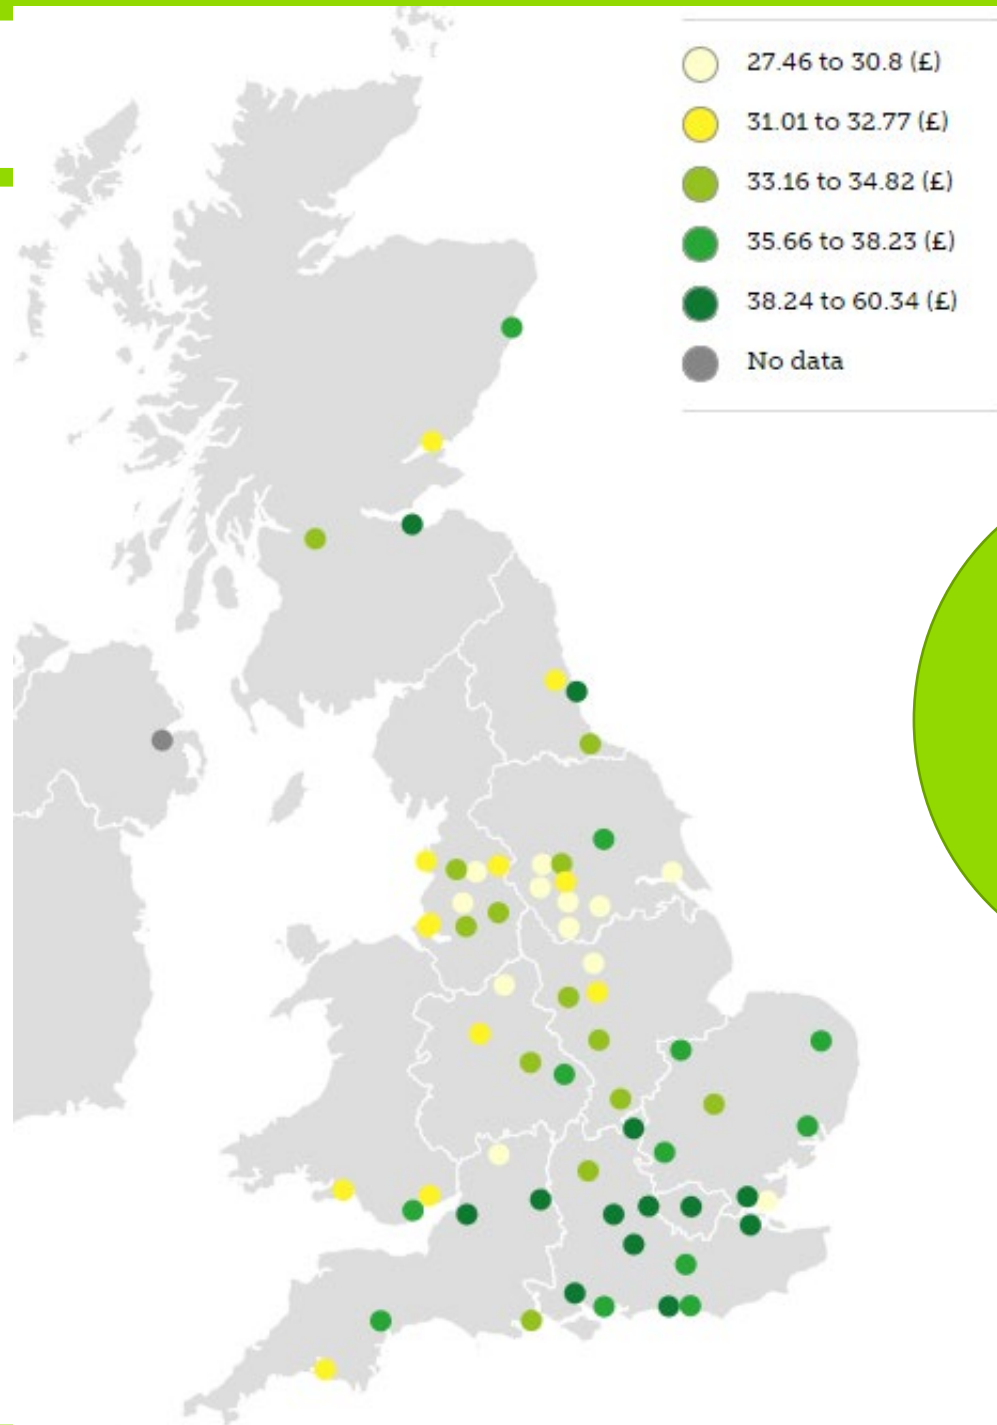 27.46 to 30.8 (£)
31.01 to 32.77 (£)
33.16 to 34.82 (£)
35.66 to 38.23 (£)
38.24 to 60.34 (£)
No data